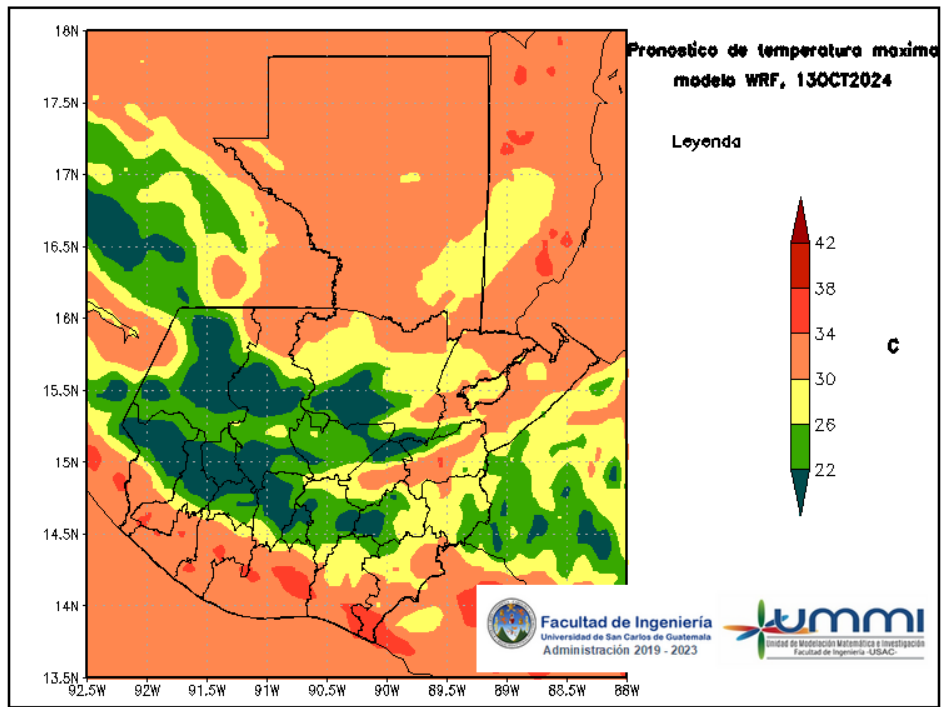 Pronostico de temperatura maxima
modelo WRF, 13OCT2024
Leyenda
42
38
34
30
26
22
C
18N
17.5N
17N
16.5N
16N
15.5N
15N
14.5N
14N
13.5N
92.5W
92W
91.5W
91W
90.5W
90W
89.5W
89W
88.5W
88W
Facultad de Ingeniería
Universidad de San Carlos de Guatemala
Administración 2019 - 2023
UMMI
Unidad de Modelación Matemática e Investigación
Facultad de Ingeniería -USAC-